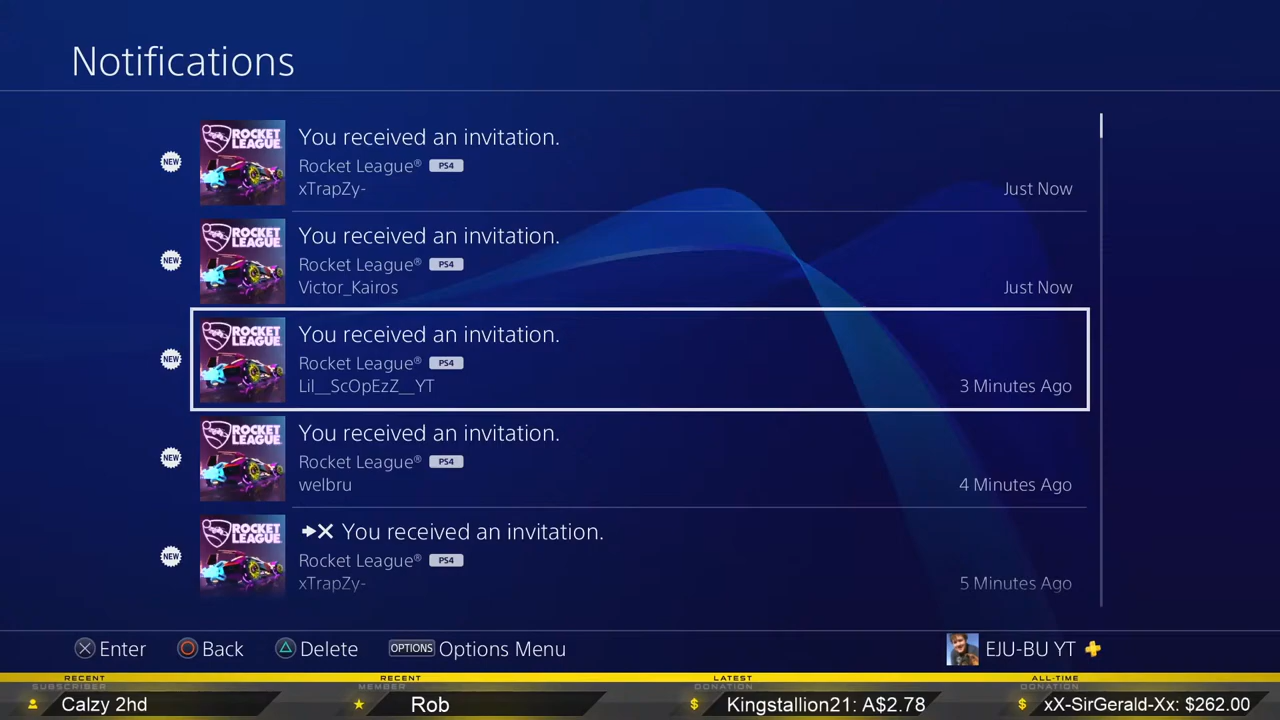 Notifications
NEW
ROCKET
LEAGUE
You received an invitation.
Rocket League® PS4
xTrapZy-
Just Now
NEW
ROCKET
LEAGUE
You received an invitation.
Rocket League® PS4
Victor_Kairos
Just Now
NEW
ROCKET
LEAGUE
You received an invitation.
Rocket League® PS4
Lil__ScOpEzZ__YT
3 Minutes Ago
NEW
ROCKET
LEAGUE
You received an invitation.
Rocket League® PS4
welbru
4 Minutes Ago
NEW
ROCKET
LEAGUE
You received an invitation.
Rocket League® PS4
xTrapZy-
5 Minutes Ago
Enter Back Delete OPTIONS Options Menu
EJU-BU YT
RECENT
SUBSCRIBER
Calzy 2hd
RECENT
MEMBER
Rob
LATEST
DONATION
$ Kingstallion21: A$2.78
ALL-TIME
DONATION
$ xX-SirGerald-Xx: $262.00